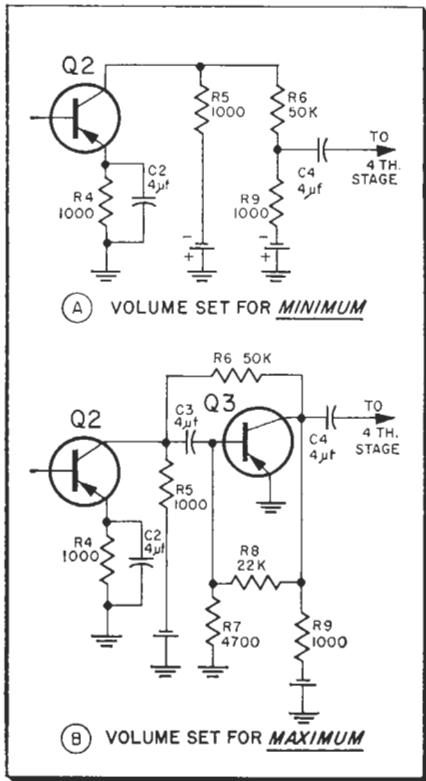 Q2
R5
1000
R6
50K
TO
4 TH.
STAGE
C2
4µf
C4
4µf
R4
1000
R9
1000
-
+
-
+
A VOLUME SET FOR MINIMUM
R6 50K
Q2
C3
4µf
Q3
TO
4 TH.
STAGE
C4
4µf
R5
1000
R4
1000
C2
4µf
R8
22K
R7
4700
R9
1000
B VOLUME SET FOR MAXIMUM